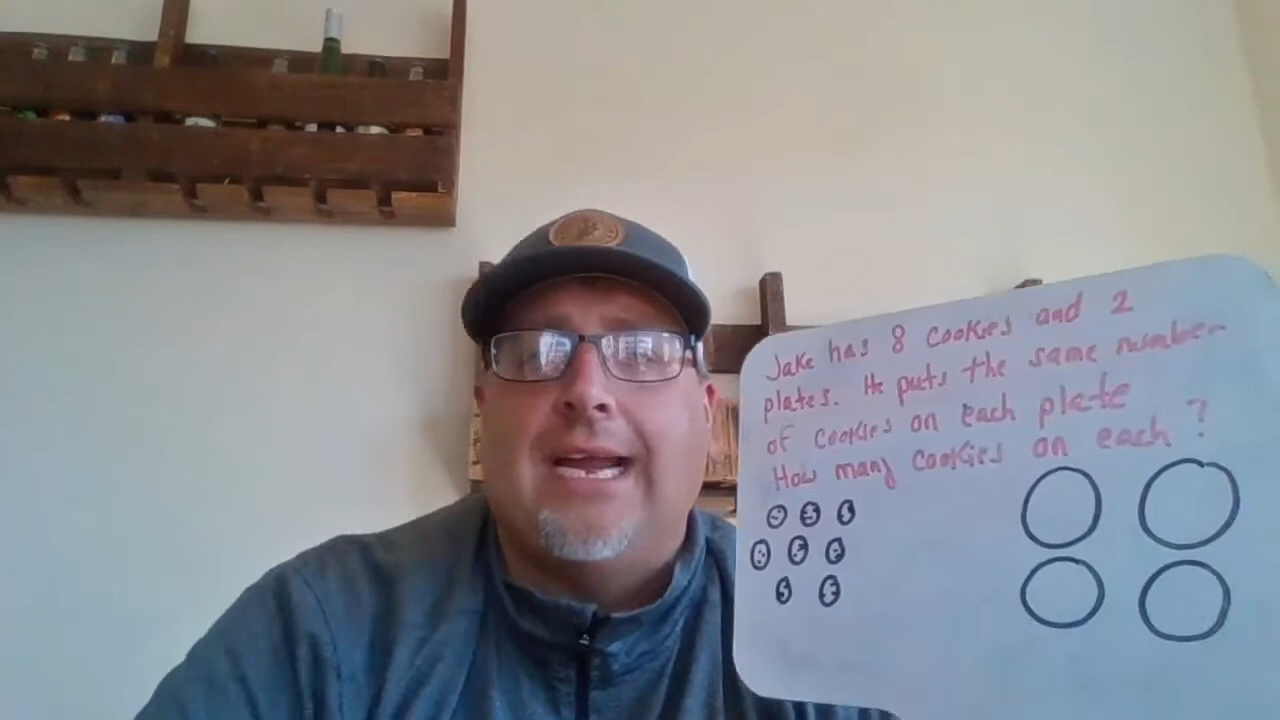 Jake has 8 cookies and 2
plates. He puts the same number
of cookies on each plate
How many cookies on each ?